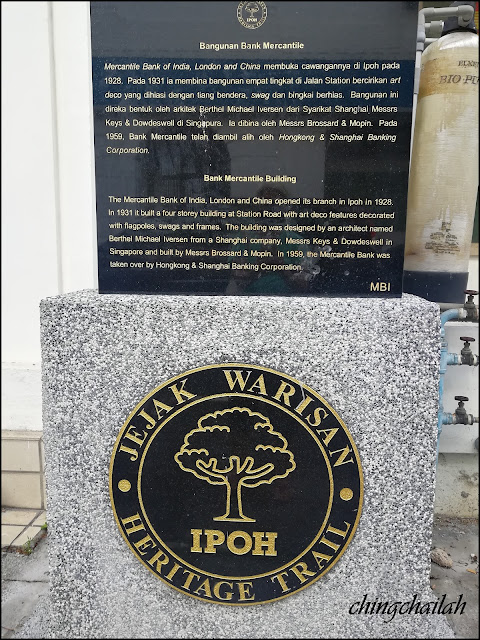 IPOH
Bangunan Bank Mercantile
Mercantile Bank of India, London and China membuka cawangannya di Ipoh pada
1928. Pada 1931 ia membina bangunan empat tingkat di Jalan Station bercirikan art
deco yang dihiasi dengan tiang bendera, swag dan bingkai berhias. Bangunan ini
direka bentuk oleh arkitek Berthel Michael Iversen dari Syarikat Shanghai, Messrs
Keys & Dowdeswell di Singapura. Ia dibina oleh Messrs Brossard & Mopin. Pada
1959, Bank Mercantile telah diambil alih oleh Hongkong & Shanghai Banking
Corporation.
Bank Mercantile Building
The Mercantile Bank of India, London and China opened its branch in Ipoh in 1928.
In 1931 it built a four storey building at Station Road with art deco features decorated
with flagpoles, swags and frames. The building was designed by an architect named
Berthel Michael Iversen from a Shanghai company, Messrs Keys & Dowdeswell in
Singapore and built by Messrs Brossard & Mopin. In 1959, the Mercantile Bank was
taken over by Hongkong & Shanghai Banking Corporation.
MBI
BIO
JEJAK WARISAN
IPOH
HERITAGE TRAIL
chingchailah